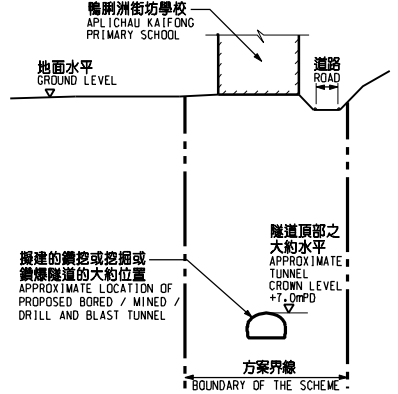 鴨脷洲街坊學校
APLICHAU KAIFONG
PRIMARY SCHOOL
地面水平
GROUND LEVEL
道路
ROAD
隧道頂部之
大約水平
APPROXIMATE
TUNNEL
CROWN LEVEL
+7.0mPD
擬建的鑽挖或挖掘或
鑽爆隧道的大約位置
APPROXIMATE LOCATION OF
PROPOSED BORED / MINED /
DRILL AND BLAST TUNNEL
方案界線
BOUNDARY OF THE SCHEME